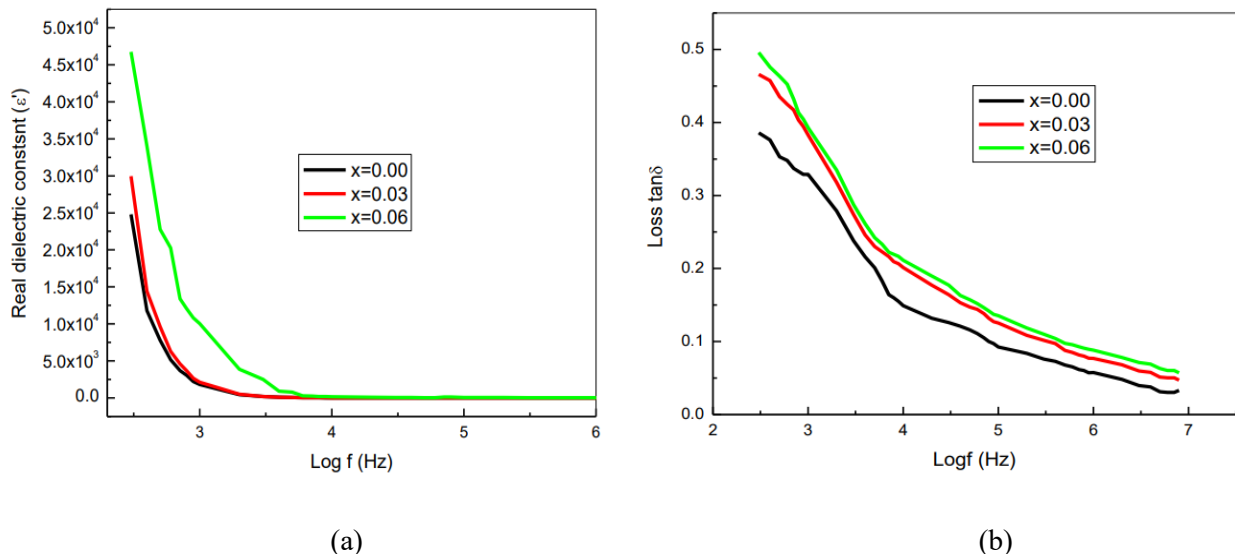 Real dielectric constsnt (ε')
5.0x10⁴
4.5x10⁴
4.0x10⁴
3.5x10⁴
3.0x10⁴
2.5x10⁴
2.0x10⁴
1.5x10⁴
1.0x10⁴
5.0x10³
0.0
x=0.00
x=0.03
x=0.06
3
4
5
6
Log f (Hz)
(a)
Loss tanδ
0.5
0.4
0.3
0.2
0.1
0.0
x=0.00
x=0.03
x=0.06
2
3
4
5
6
7
Logf (Hz)
(b)